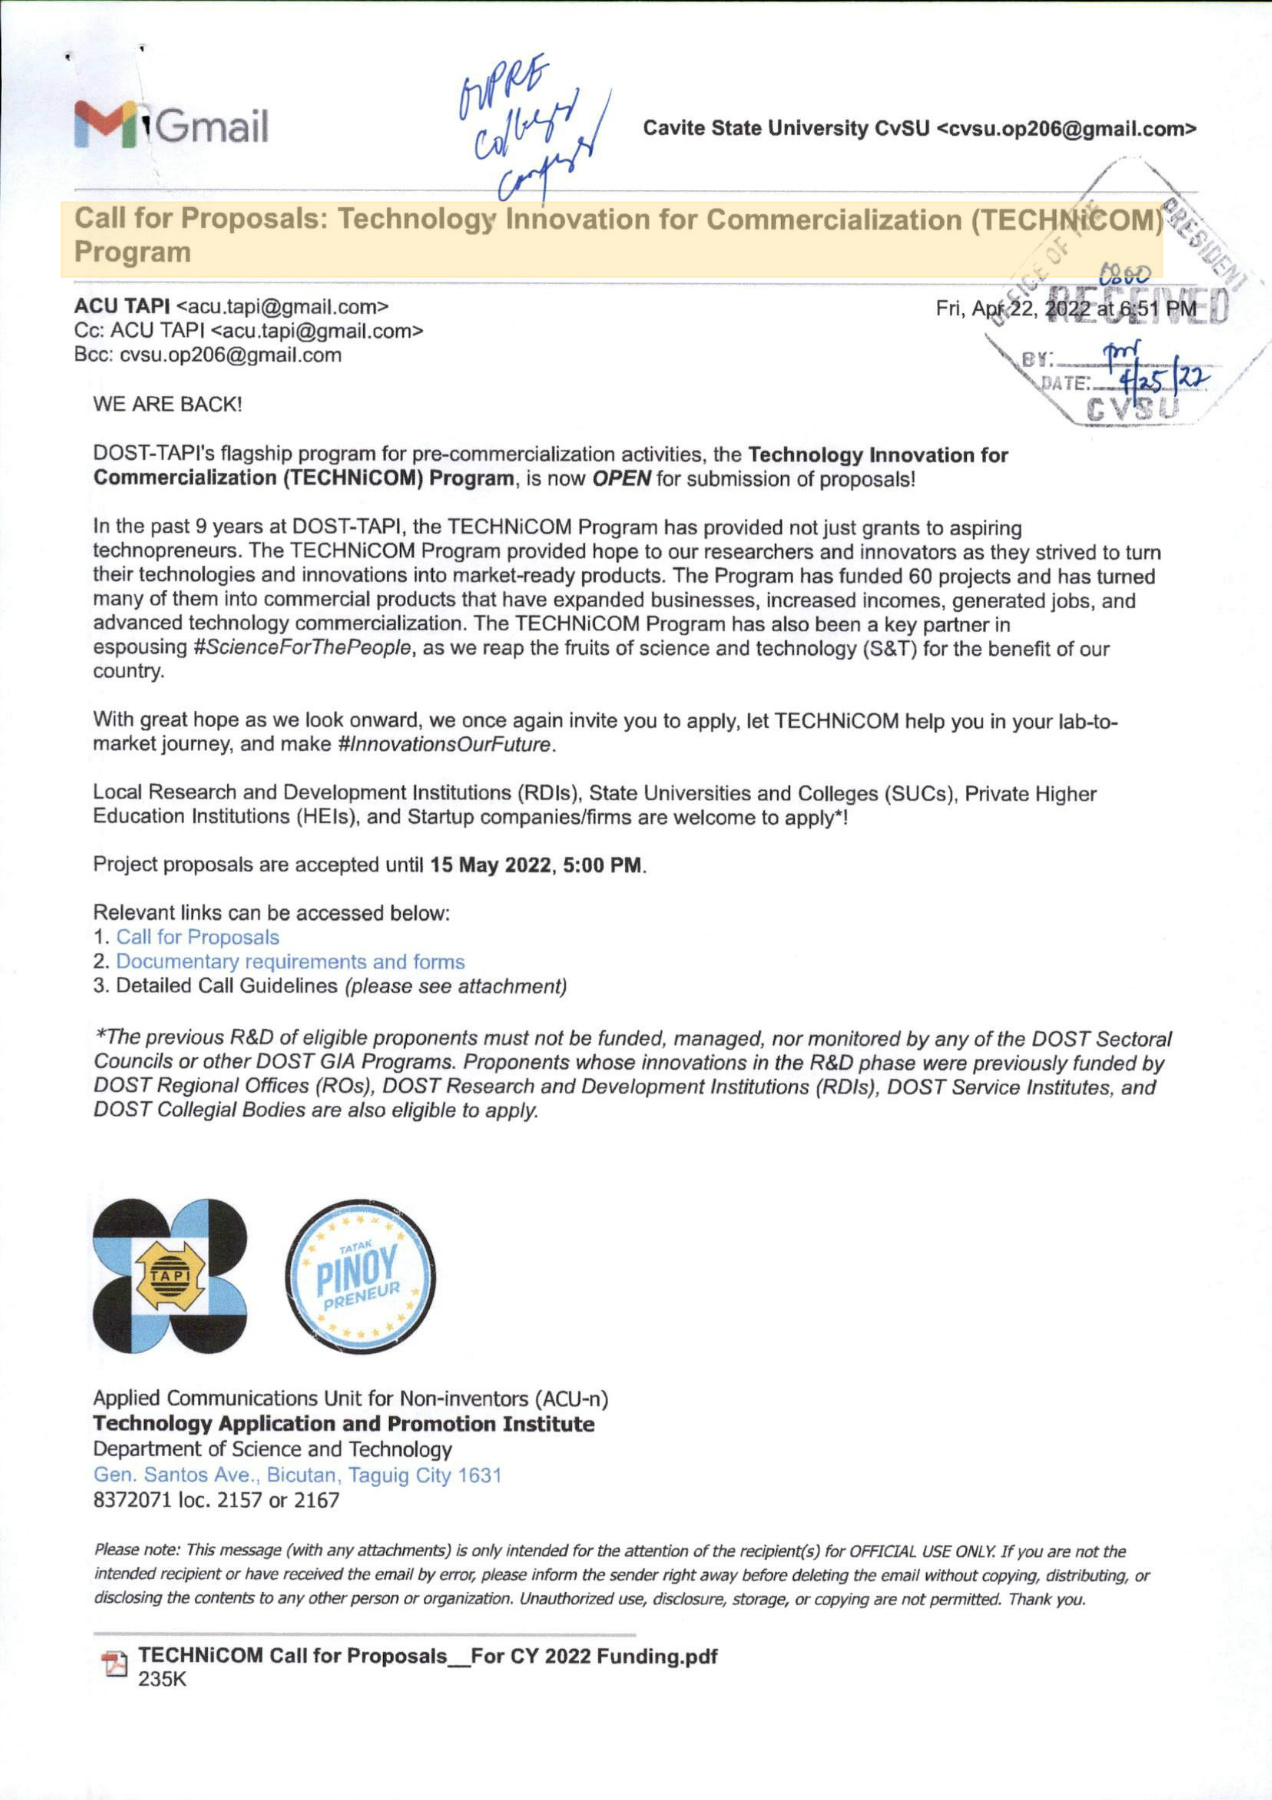 OVPRE
Colleges
Campuses
Gmail
Cavite State University CvSU <cvsu.op206@gmail.com>
Call for Proposals: Technology Innovation for Commercialization (TECHNiCOM)
Program
OFFICE OF THE PRESIDENT
RECEIVED
BY:
DATE: 4/25/22
CVSU
ACU TAPI <acu.tapi@gmail.com>
Fri, Apr 22, 2022 at 6:51 PM
Cc: ACU TAPI <acu.tapi@gmail.com>
Bcc: cvsu.op206@gmail.com
WE ARE BACK!
DOST-TAPI's flagship program for pre-commercialization activities, the Technology Innovation for
Commercialization (TECHNiCOM) Program, is now OPEN for submission of proposals!
In the past 9 years at DOST-TAPI, the TECHNiCOM Program has provided not just grants to aspiring
technopreneurs. The TECHNiCOM Program provided hope to our researchers and innovators as they strived to turn
their technologies and innovations into market-ready products. The Program has funded 60 projects and has turned
many of them into commercial products that have expanded businesses, increased incomes, generated jobs, and
advanced technology commercialization. The TECHNiCOM Program has also been a key partner in
espousing #ScienceForThePeople, as we reap the fruits of science and technology (S&T) for the benefit of our
country.
With great hope as we look onward, we once again invite you to apply, let TECHNiCOM help you in your lab-to-
market journey, and make #InnovationsOurFuture.
Local Research and Development Institutions (RDIs), State Universities and Colleges (SUCs), Private Higher
Education Institutions (HEIs), and Startup companies/firms are welcome to apply*!
Project proposals are accepted until 15 May 2022, 5:00 PM.
Relevant links can be accessed below:
1. Call for Proposals
2. Documentary requirements and forms
3. Detailed Call Guidelines (please see attachment)
*The previous R&D of eligible proponents must not be funded, managed, nor monitored by any of the DOST Sectoral
Councils or other DOST GIA Programs. Proponents whose innovations in the R&D phase were previously funded by
DOST Regional Offices (ROs), DOST Research and Development Institutions (RDIs), DOST Service Institutes, and
DOST Collegial Bodies are also eligible to apply.
TAPI
TATAK
PINOY
PRENEUR
Applied Communications Unit for Non-inventors (ACU-n)
Technology Application and Promotion Institute
Department of Science and Technology
Gen. Santos Ave., Bicutan, Taguig City 1631
8372071 loc. 2157 or 2167
Please note: This message (with any attachments) is only intended for the attention of the recipient(s) for OFFICIAL USE ONLY. If you are not the
intended recipient or have received the email by error, please inform the sender right away before deleting the email without copying, distributing, or
disclosing the contents to any other person or organization. Unauthorized use, disclosure, storage, or copying are not permitted. Thank you.
TECHNiCOM Call for Proposals__For CY 2022 Funding.pdf
235K